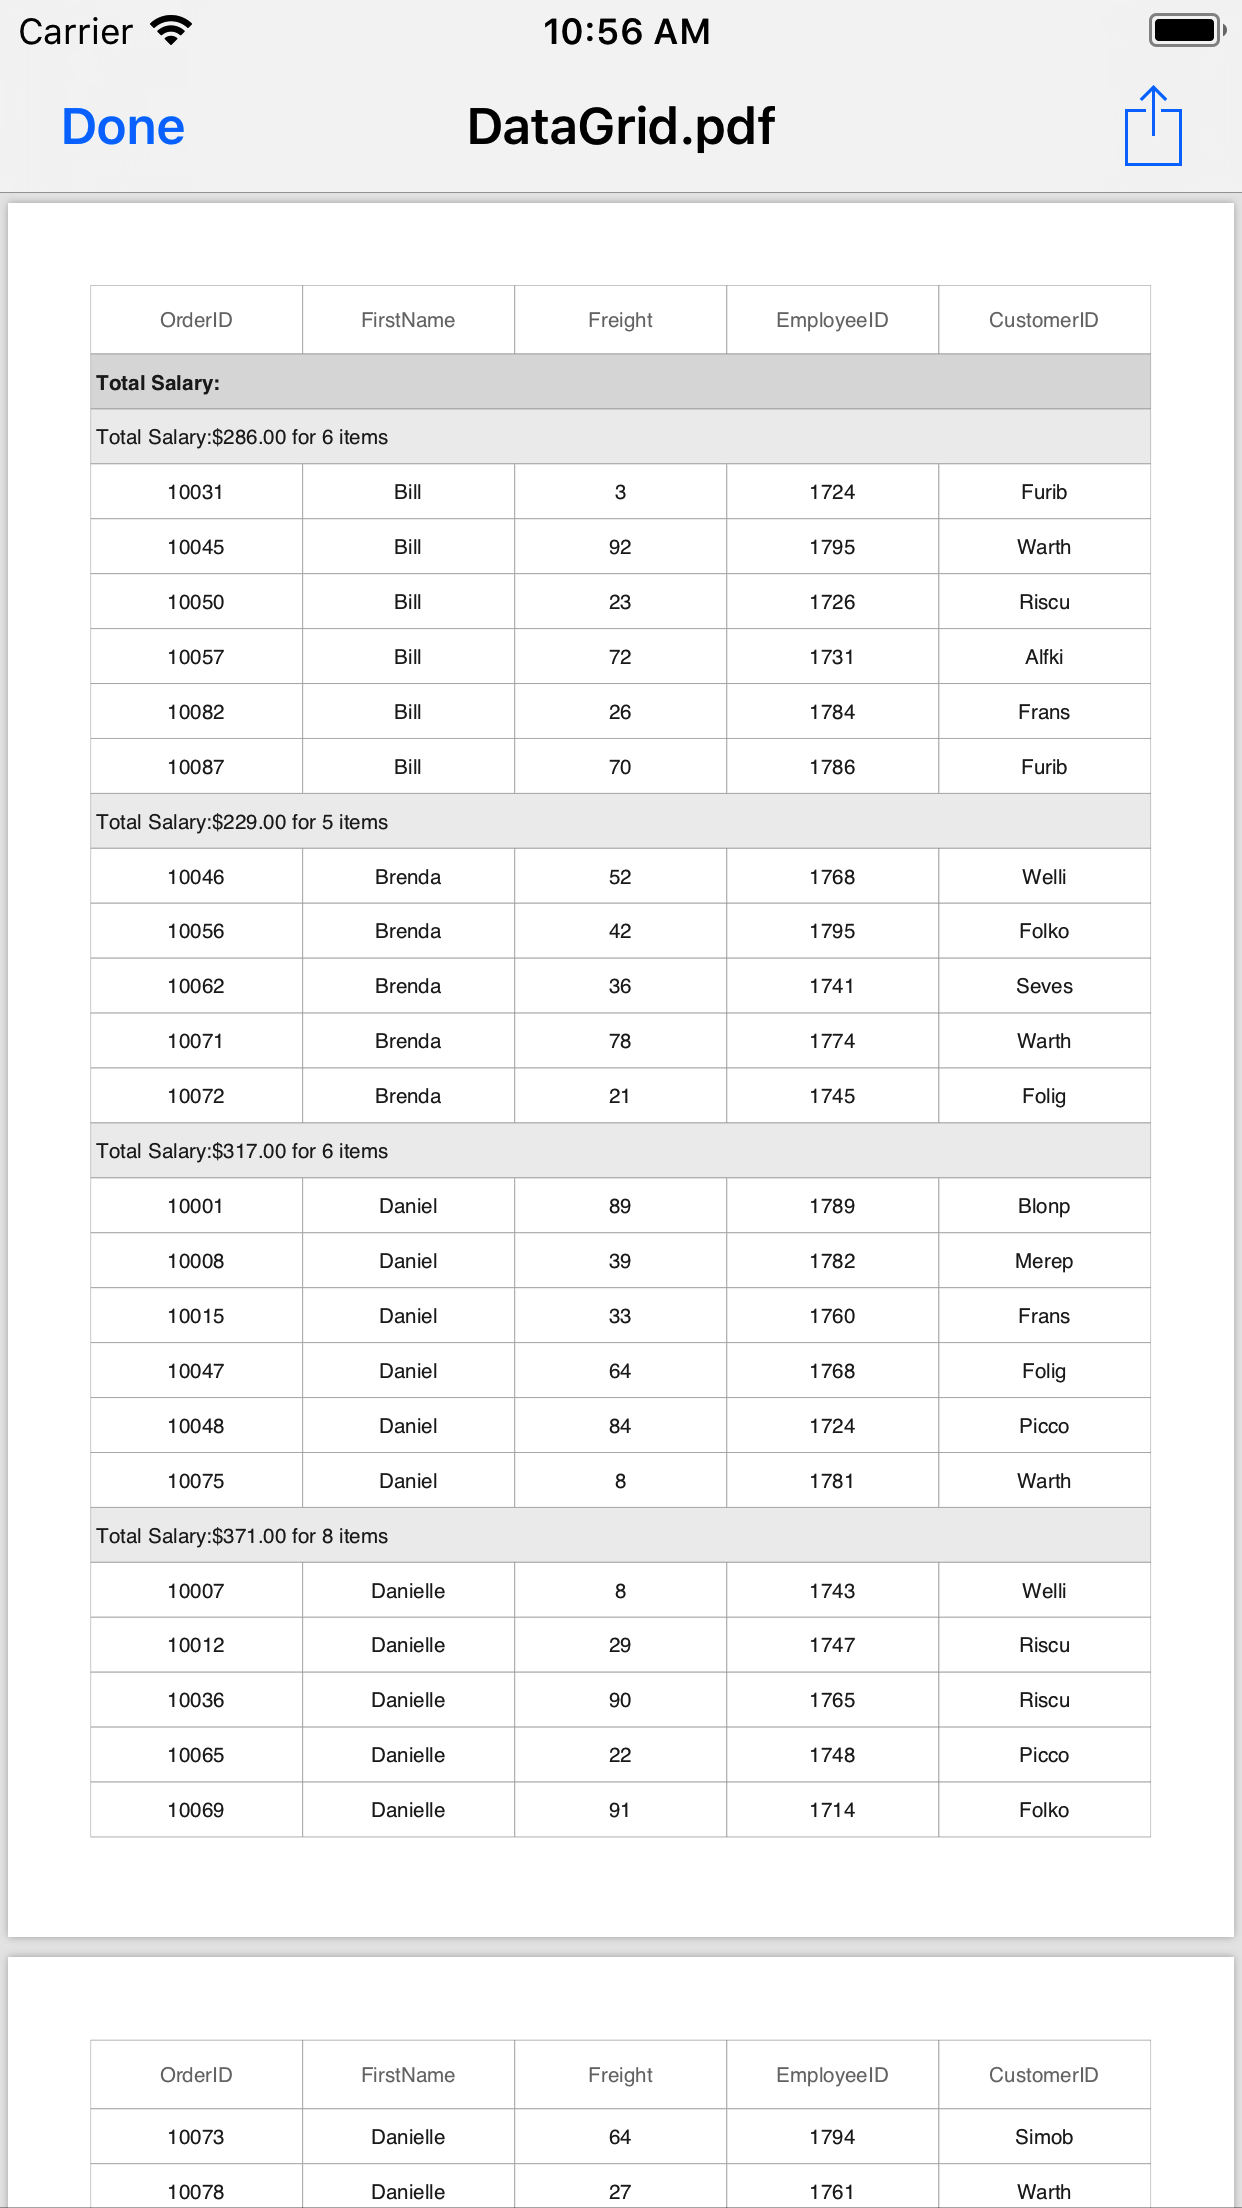 Carrier 10:56 AM
Done DataGrid.pdf
OrderID FirstName Freight EmployeeID CustomerID
Total Salary:
Total Salary:$286.00 for 6 items
10031 Bill 3 1724 Furib
10045 Bill 92 1795 Warth
10050 Bill 23 1726 Riscu
10057 Bill 72 1731 Alfki
10082 Bill 26 1784 Frans
10087 Bill 70 1786 Furib
Total Salary:$229.00 for 5 items
10046 Brenda 52 1768 Welli
10056 Brenda 42 1795 Folko
10062 Brenda 36 1741 Seves
10071 Brenda 78 1774 Warth
10072 Brenda 21 1745 Folig
Total Salary:$317.00 for 6 items
10001 Daniel 89 1789 Blonp
10008 Daniel 39 1782 Merep
10015 Daniel 33 1760 Frans
10047 Daniel 64 1768 Folig
10048 Daniel 84 1724 Picco
10075 Daniel 8 1781 Warth
Total Salary:$371.00 for 8 items
10007 Danielle 8 1743 Welli
10012 Danielle 29 1747 Riscu
10036 Danielle 90 1765 Riscu
10065 Danielle 22 1748 Picco
10069 Danielle 91 1714 Folko
OrderID FirstName Freight EmployeeID CustomerID
10073 Danielle 64 1794 Simob
10078 Danielle 27 1761 Warth